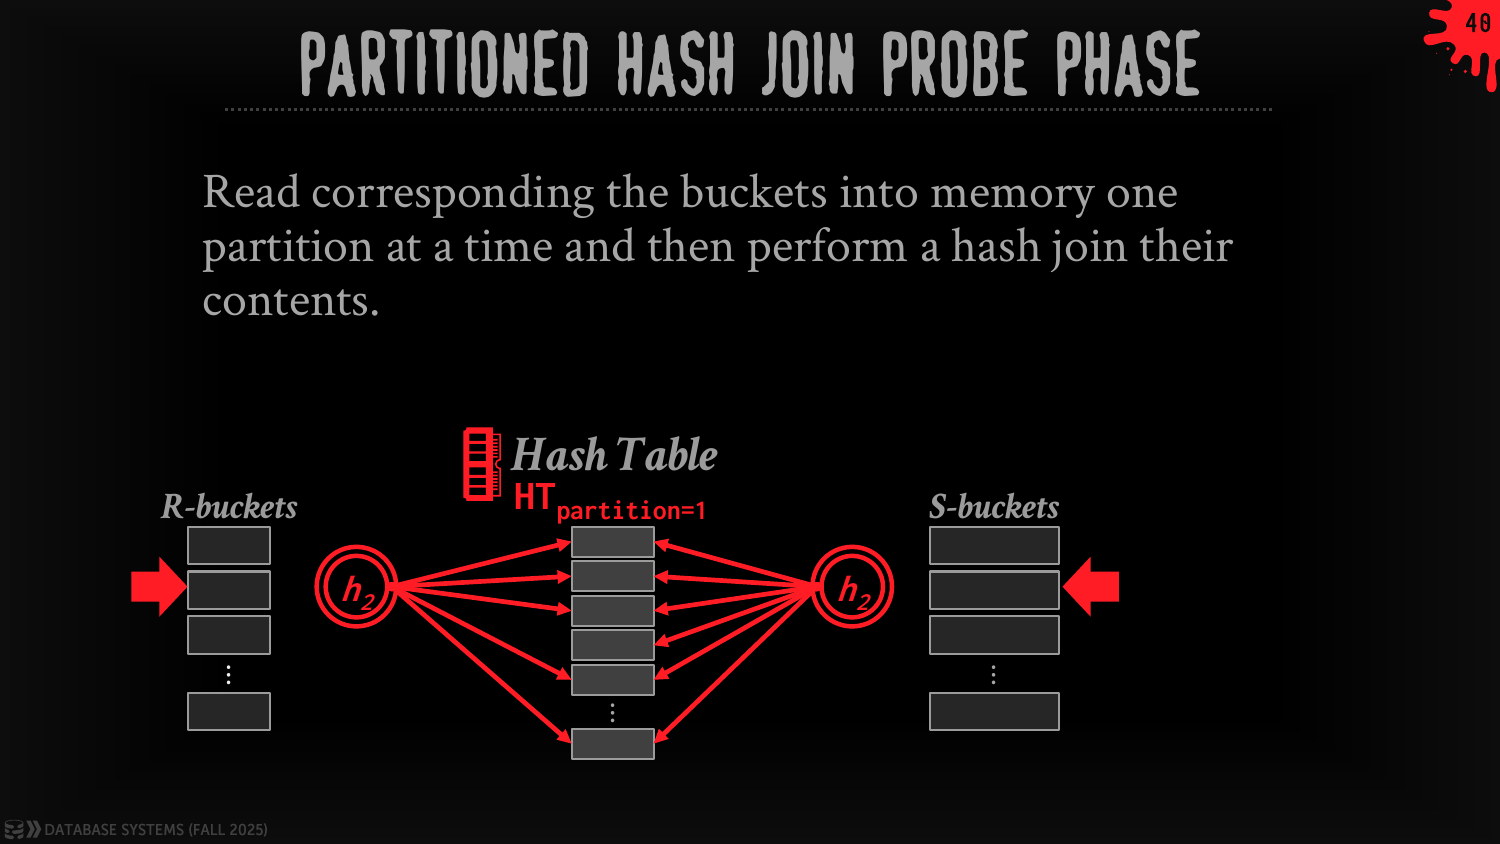 40
PARTITIONED HASH JOIN PROBE PHASE
Read corresponding the buckets into memory one
partition at a time and then perform a hash join their
contents.
Hash Table
HTpartition=1
R-buckets
S-buckets
h2
h2
DATABASE SYSTEMS (FALL 2025)